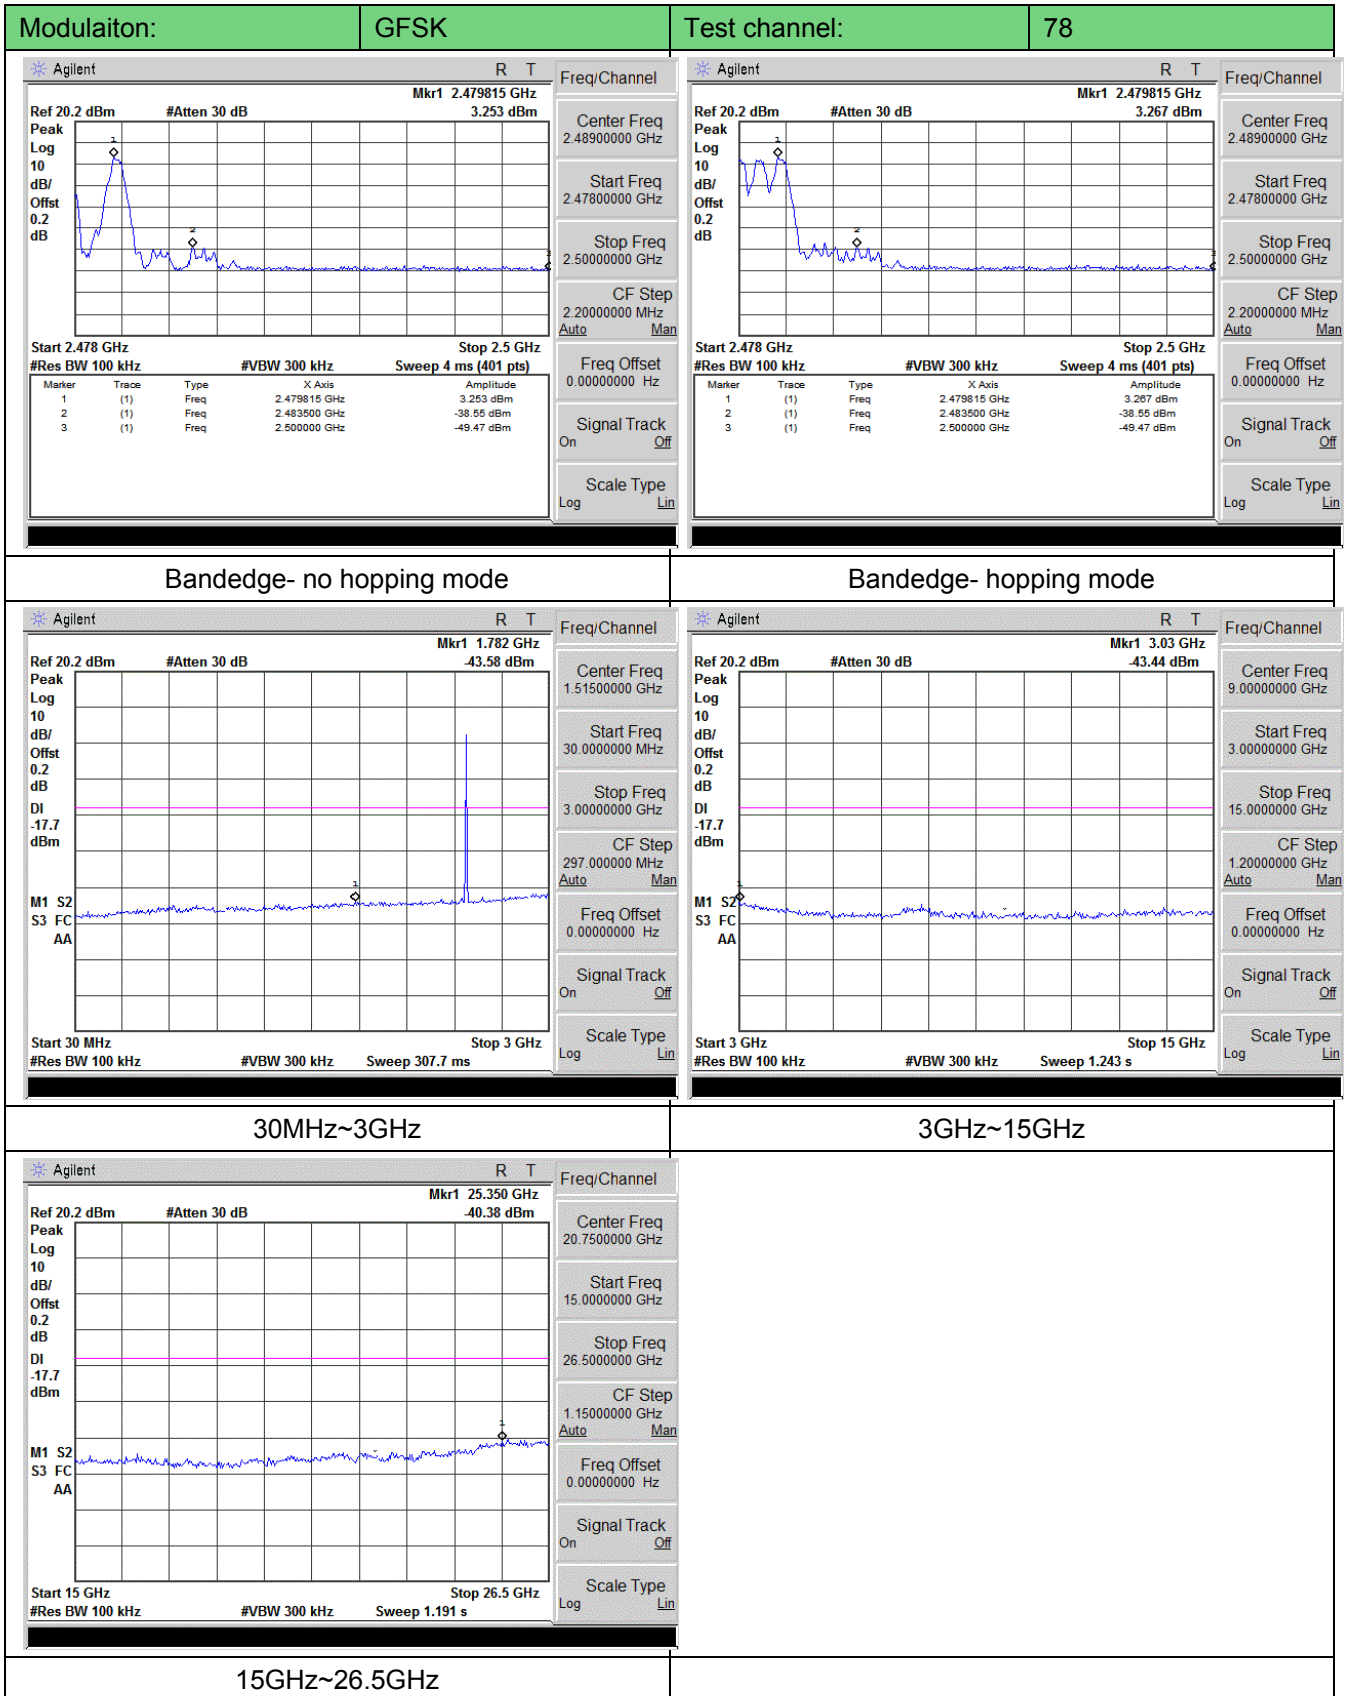 Modulaiton: GFSK Test channel: 78
Agilent R T Freq/Channel
Mkr1 2.479815 GHz
Ref 20.2 dBm #Atten 30 dB 3.253 dBm
Peak
Log
10
dB/
Offst
0.2
dB
1
2
Start 2.478 GHz Stop 2.5 GHz
#Res BW 100 kHz #VBW 300 kHz Sweep 4 ms (401 pts)
Marker Trace Type X Axis Amplitude
1 (1) Freq 2.479815 GHz 3.253 dBm
2 (1) Freq 2.483500 GHz -38.55 dBm
3 (1) Freq 2.500000 GHz -49.47 dBm
Center Freq
2.48900000 GHz
Start Freq
2.47800000 GHz
Stop Freq
2.50000000 GHz
CF Step
2.20000000 MHz
Auto Man
Freq Offset
0.00000000 Hz
Signal Track
On Off
Scale Type
Log Lin
Agilent R T Freq/Channel
Mkr1 2.479815 GHz
Ref 20.2 dBm #Atten 30 dB 3.267 dBm
Peak
Log
10
dB/
Offst
0.2
dB
1
2
Start 2.478 GHz Stop 2.5 GHz
#Res BW 100 kHz #VBW 300 kHz Sweep 4 ms (401 pts)
Marker Trace Type X Axis Amplitude
1 (1) Freq 2.479815 GHz 3.267 dBm
2 (1) Freq 2.483500 GHz -38.55 dBm
3 (1) Freq 2.500000 GHz -49.47 dBm
Center Freq
2.48900000 GHz
Start Freq
2.47800000 GHz
Stop Freq
2.50000000 GHz
CF Step
2.20000000 MHz
Auto Man
Freq Offset
0.00000000 Hz
Signal Track
On Off
Scale Type
Log Lin
Bandedge- no hopping mode Bandedge- hopping mode
Agilent R T Freq/Channel
Mkr1 1.782 GHz
Ref 20.2 dBm #Atten 30 dB -43.58 dBm
Peak
Log
10
dB/
Offst
0.2
dB
DI
-17.7
dBm
1
M1 S2
S3 FC
AA
Start 30 MHz Stop 3 GHz
#Res BW 100 kHz #VBW 300 kHz Sweep 307.7 ms
Center Freq
1.51500000 GHz
Start Freq
30.0000000 MHz
Stop Freq
3.00000000 GHz
CF Step
297.000000 MHz
Auto Man
Freq Offset
0.00000000 Hz
Signal Track
On Off
Scale Type
Log Lin
Agilent R T Freq/Channel
Mkr1 3.03 GHz
Ref 20.2 dBm #Atten 30 dB -43.44 dBm
Peak
Log
10
dB/
Offst
0.2
dB
DI
-17.7
dBm
1
M1 S2
S3 FC
AA
Start 3 GHz Stop 15 GHz
#Res BW 100 kHz #VBW 300 kHz Sweep 1.243 s
Center Freq
9.00000000 GHz
Start Freq
3.00000000 GHz
Stop Freq
15.0000000 GHz
CF Step
1.20000000 GHz
Auto Man
Freq Offset
0.00000000 Hz
Signal Track
On Off
Scale Type
Log Lin
30MHz~3GHz 3GHz~15GHz
Agilent R T Freq/Channel
Mkr1 25.350 GHz
Ref 20.2 dBm #Atten 30 dB -40.38 dBm
Peak
Log
10
dB/
Offst
0.2
dB
DI
-17.7
dBm
1
M1 S2
S3 FC
AA
Start 15 GHz Stop 26.5 GHz
#Res BW 100 kHz #VBW 300 kHz Sweep 1.191 s
Center Freq
20.7500000 GHz
Start Freq
15.0000000 GHz
Stop Freq
26.5000000 GHz
CF Step
1.15000000 GHz
Auto Man
Freq Offset
0.00000000 Hz
Signal Track
On Off
Scale Type
Log Lin
15GHz~26.5GHz